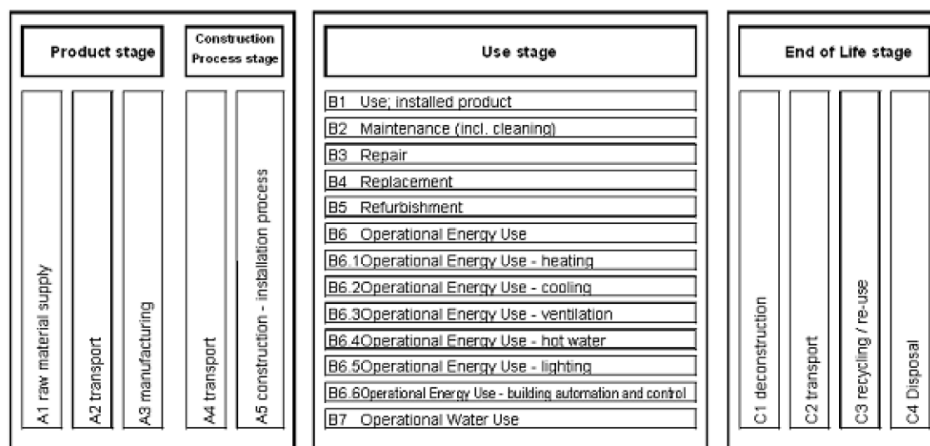 Product stage
Construction
Process stage
A1 raw material supply
A2 transport
A3 manufacturing
A4 transport
A5 construction - installation process
Use stage
B1 Use; installed product
B2 Maintenance (incl. cleaning)
B3 Repair
B4 Replacement
B5 Refurbishment
B6 Operational Energy Use
B6.1Operational Energy Use - heating
B6.2Operational Energy Use - cooling
B6.3Operational Energy Use - ventilation
B6.4Operational Energy Use - hot water
B6.5Operational Energy Use - lighting
B6.6Operational Energy Use - building automation and control
B7 Operational Water Use
End of Life stage
C1 deconstruction
C2 transport
C3 recycling / re-use
C4 Disposal